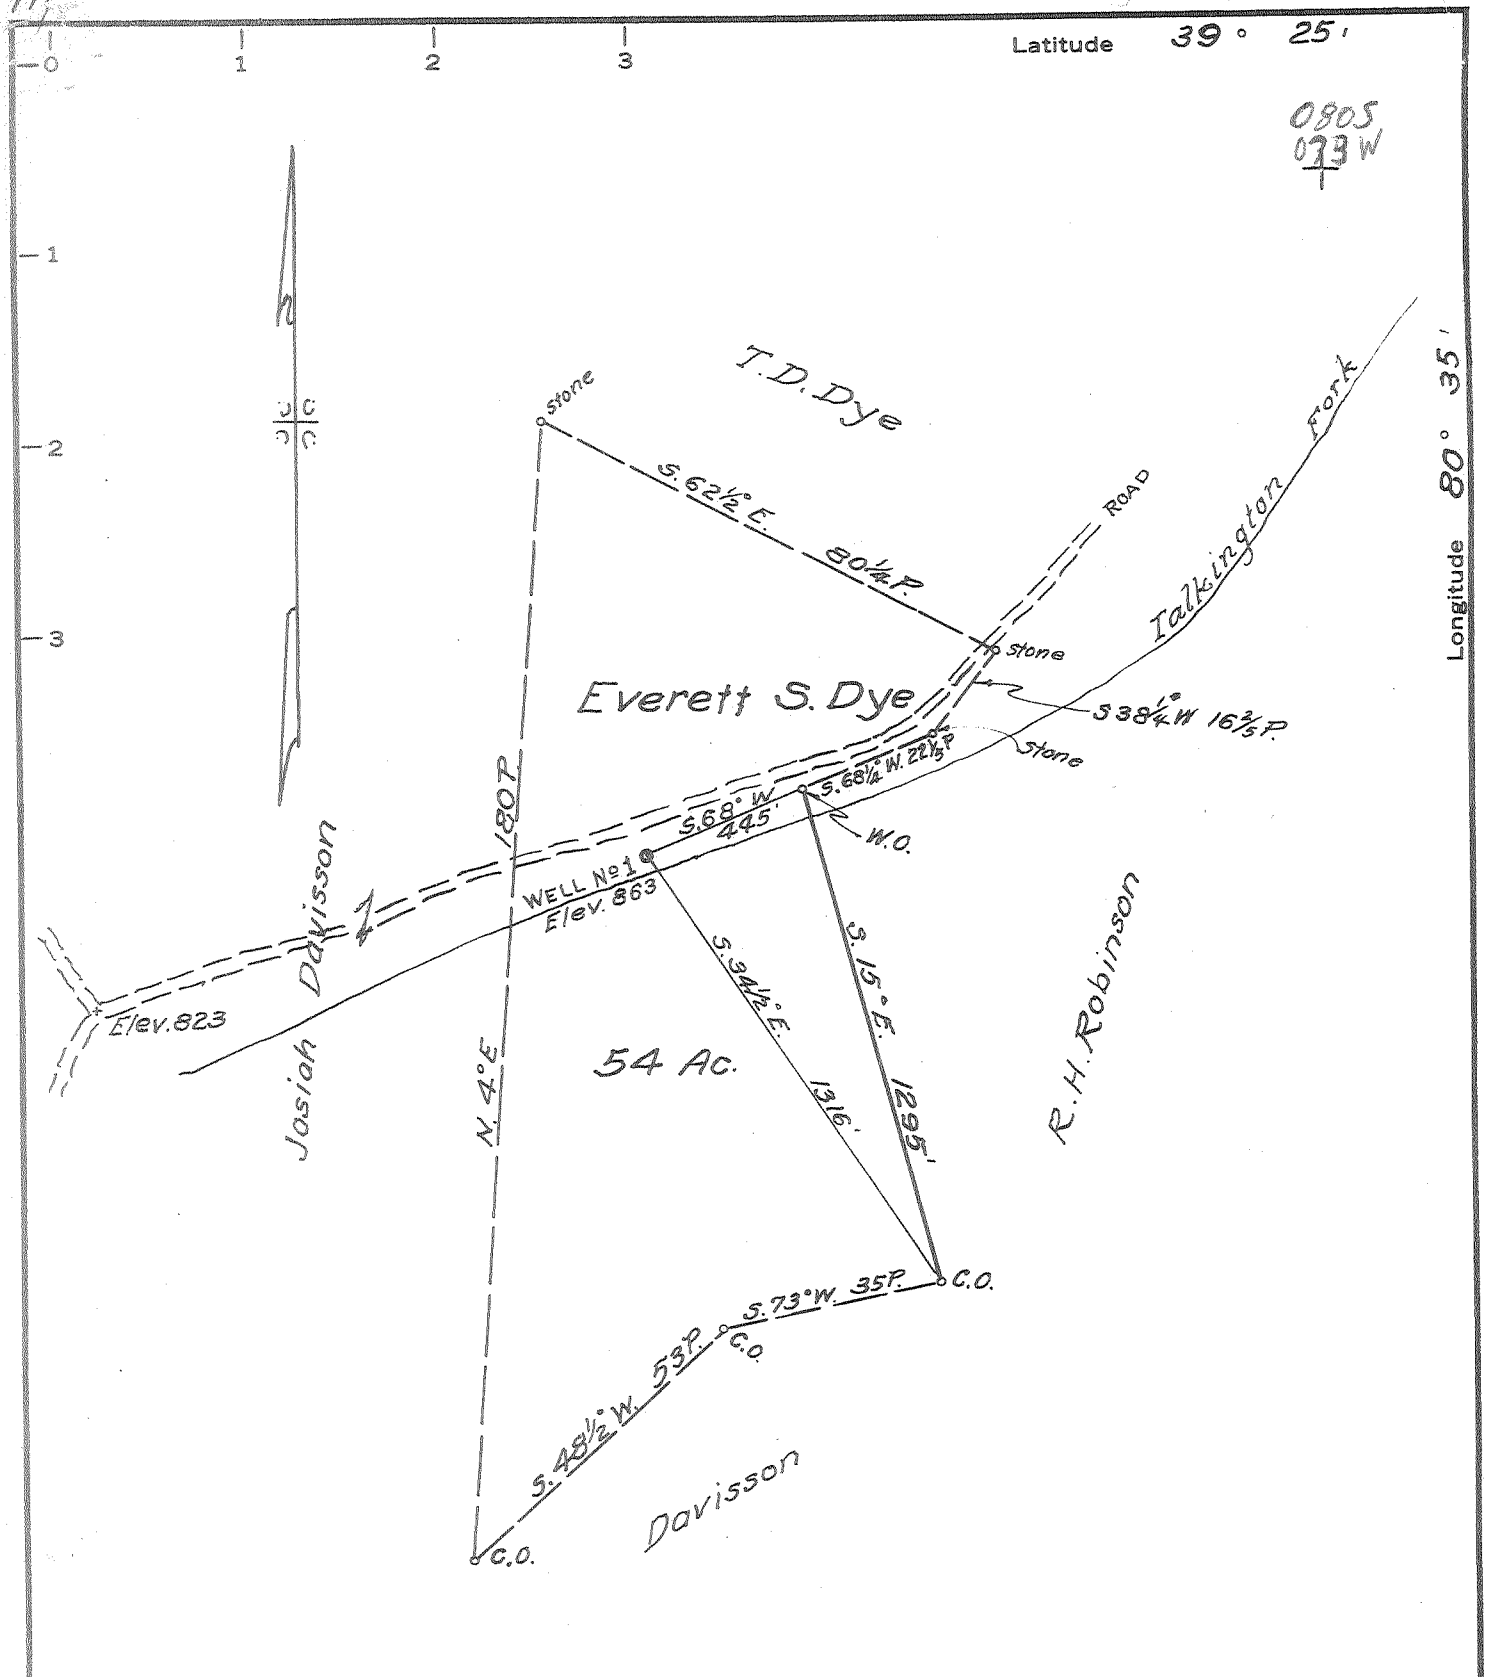 Latitude 39° 25'
0 1 2 3
1
2
3
0805
W
Longitude 80° 35'
T.D. Dye
stone
S. 62½° E. 80¼ P.
ROAD
Talkington Fork
stone
Everett S. Dye
S 38¼° W 16⅖ P.
stone
S. 68¼° W. 22⅕ P
S. 68° W
445'
W.O.
WELL No 1
Elev. 863
180 P.
N. 4° E
Josiah Davisson
Elev. 823
S. 34½° E. 1316'
S. 15° E. 1295'
R. H. Robinson
54 Ac.
S. 73° W. 35 P.
C.O.
C.O.
S. 48½° W. 53 P.
Davisson
C.O.